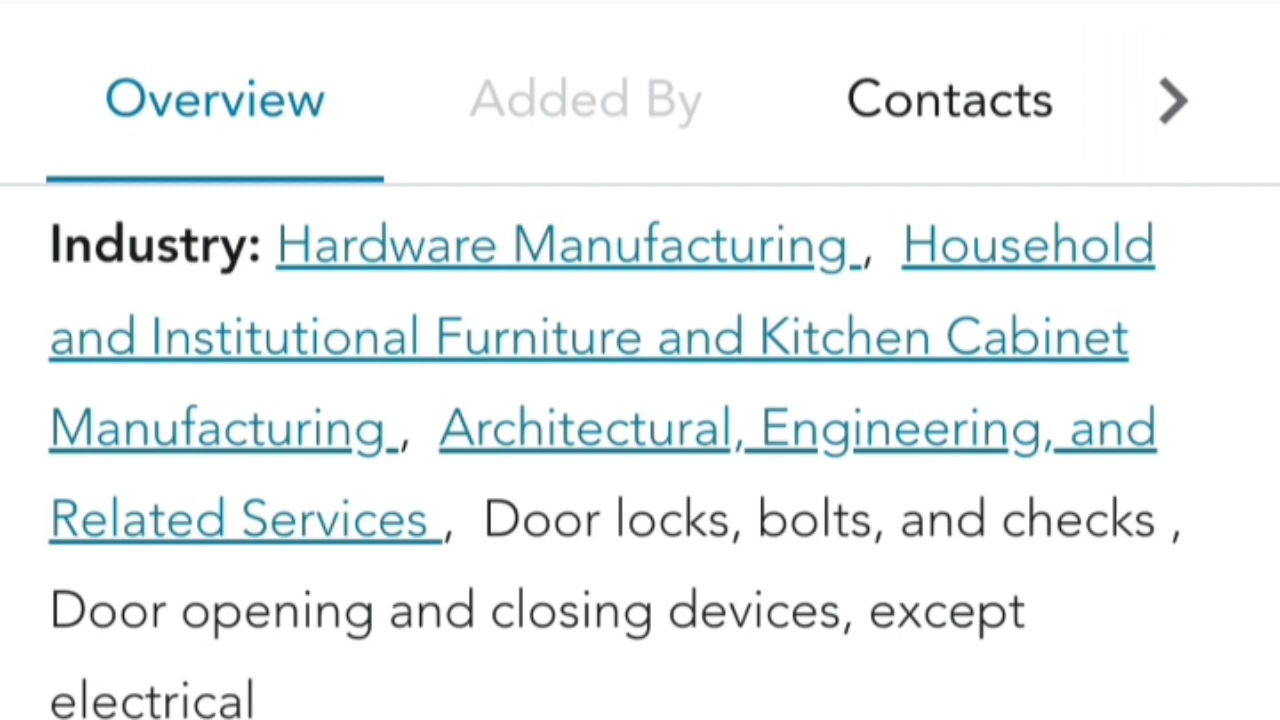 Overview Added By Contacts
Industry: Hardware Manufacturing , Household
and Institutional Furniture and Kitchen Cabinet
Manufacturing , Architectural, Engineering, and
Related Services , Door locks, bolts, and checks ,
Door opening and closing devices, except
electrical